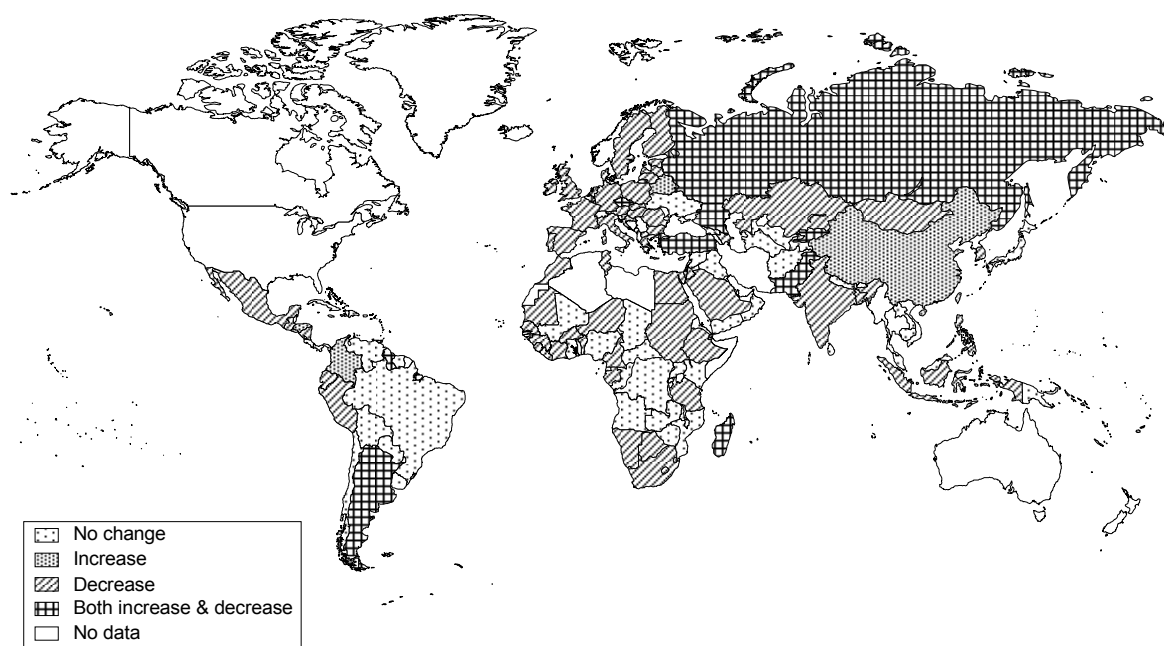 No change
Increase
Decrease
Both increase & decrease
No data